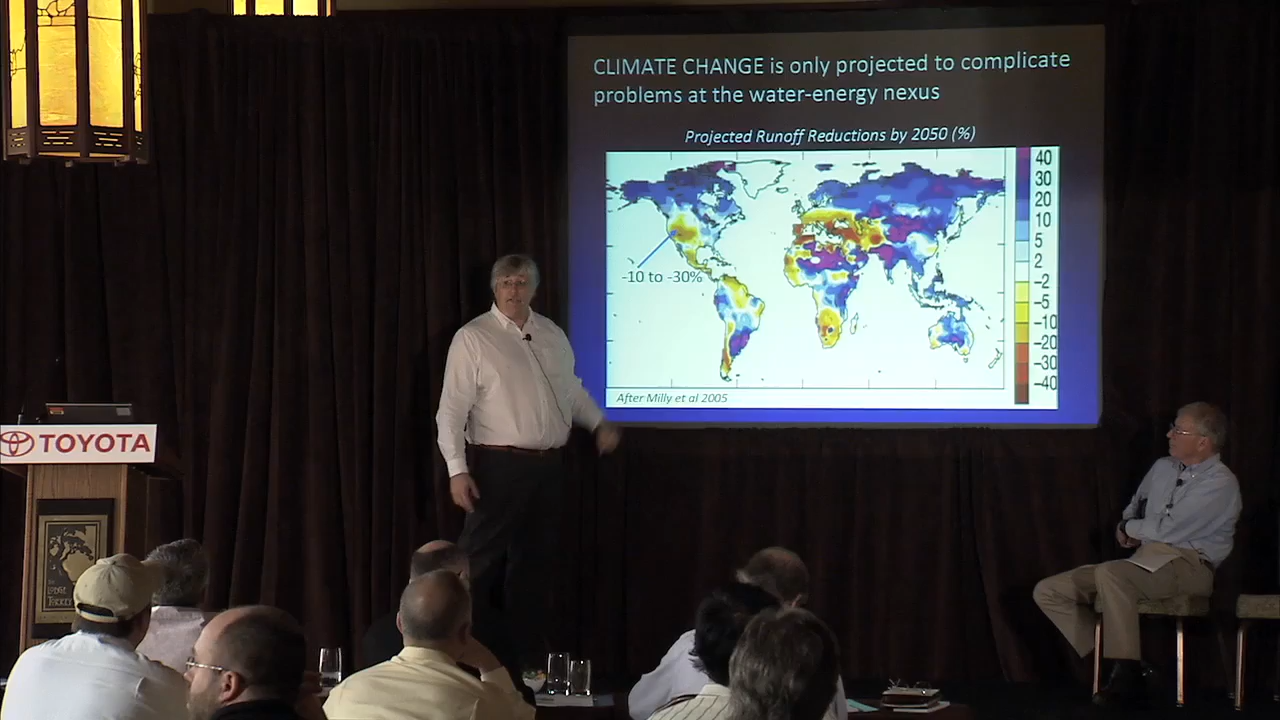 CLIMATE CHANGE is only projected to complicate
problems at the water-energy nexus
Projected Runoff Reductions by 2050 (%)
40
30
20
10
5
2
−2
−5
−10
−20
−30
−40
-10 to -30%
After Milly et al 2005
TOYOTA
LODGE